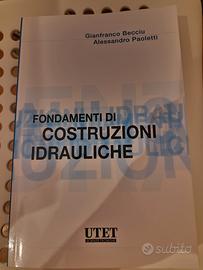 Gianfranco Becciu
Alessandro Paoletti
FONDAMENTI DI
COSTRUZIONI
IDRAULICHE
UTET
subito